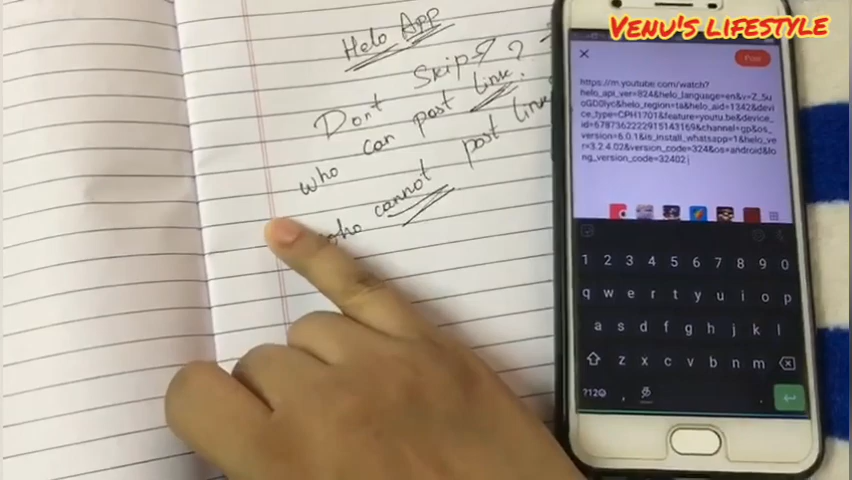 VENU'S LIFESTYLE
Helo App
Don't Skip?
who can post link?
who cannot post link
Post
https://m.youtube.com/watch?
helo_api_ver=824&helo_language=en&v=Z_5u
oGD0lyc&helo_region=ta&helo_aid=1342&devi
ce_type=CPH1701&feature=youtu.be&device_
id=6787362222915143169&channel=gp&os_
version=6.0.1&is_install_whatsapp=1&helo_ve
r=3.2.4.02&version_code=324&os=android&lo
ng_version_code=32402
1 2 3 4 5 6 7 8 9 0
q w e r t y u i o p
a s d f g h j k l
z x c v b n m
?12☺ , .